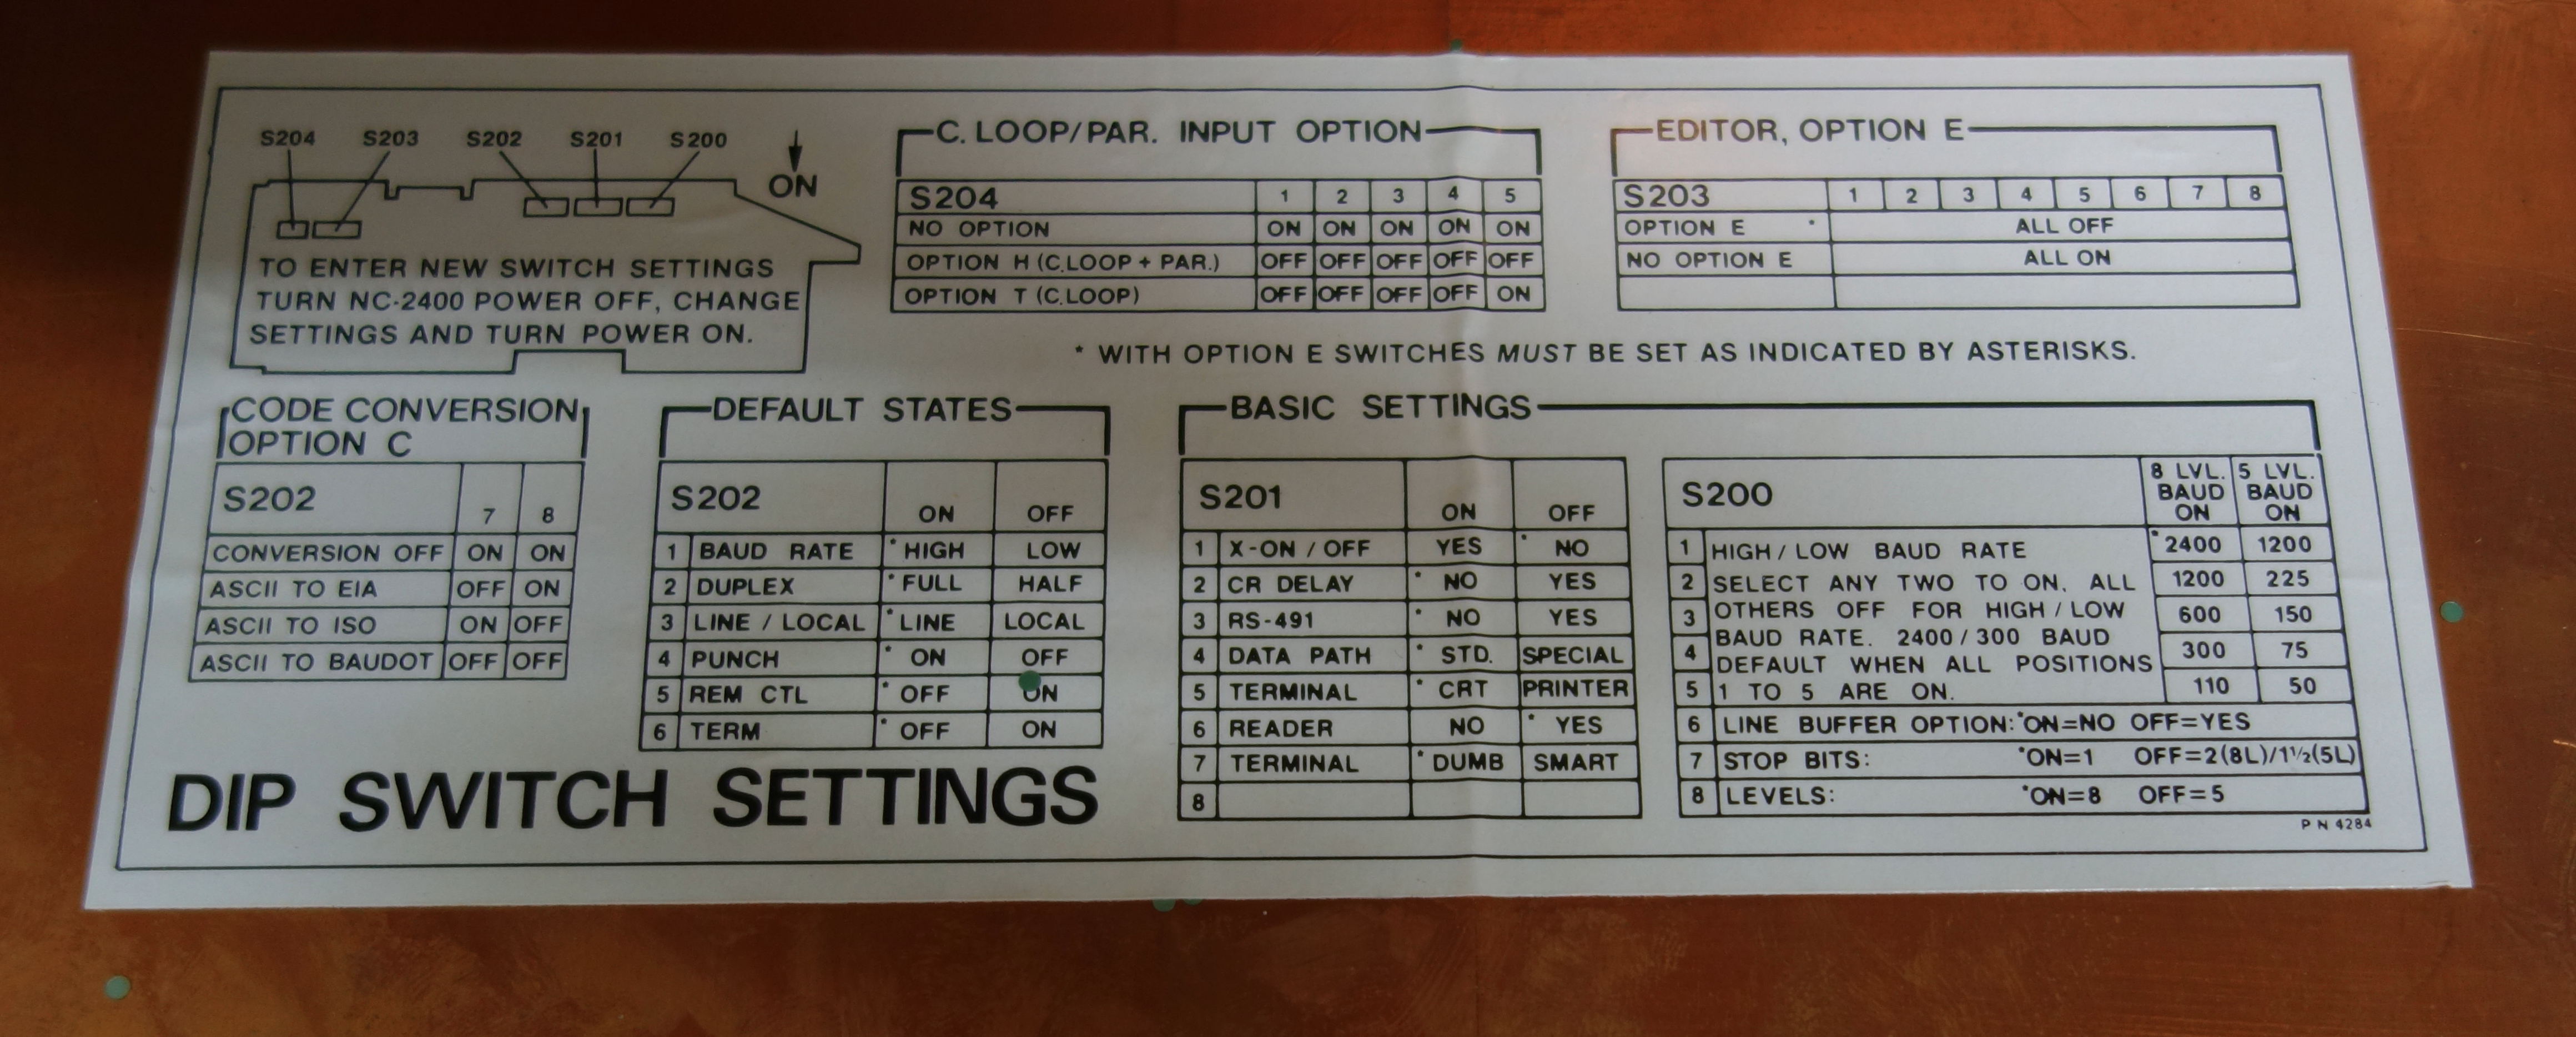 S204 S203 S202 S201 S200
ON
TO ENTER NEW SWITCH SETTINGS
TURN NC-2400 POWER OFF, CHANGE
SETTINGS AND TURN POWER ON.
C. LOOP/PAR. INPUT OPTION
S204 1 2 3 4 5
NO OPTION ON ON ON ON ON
OPTION H (C.LOOP + PAR.) OFF OFF OFF OFF OFF
OPTION T (C.LOOP) OFF OFF OFF OFF ON
EDITOR, OPTION E
S203 1 2 3 4 5 6 7 8
OPTION E * ALL OFF
NO OPTION E ALL ON
* WITH OPTION E SWITCHES MUST BE SET AS INDICATED BY ASTERISKS.
CODE CONVERSION
OPTION C
S202 7 8
CONVERSION OFF ON ON
ASCII TO EIA OFF ON
ASCII TO ISO ON OFF
ASCII TO BAUDOT OFF OFF
DEFAULT STATES
S202 ON OFF
1 BAUD RATE *HIGH LOW
2 DUPLEX *FULL HALF
3 LINE / LOCAL *LINE LOCAL
4 PUNCH * ON OFF
5 REM CTL * OFF ON
6 TERM * OFF ON
BASIC SETTINGS
S201 ON OFF
1 X-ON / OFF YES * NO
2 CR DELAY * NO YES
3 RS-491 * NO YES
4 DATA PATH * STD. SPECIAL
5 TERMINAL * CRT PRINTER
6 READER NO * YES
7 TERMINAL * DUMB SMART
8
S200
8 LVL. 5 LVL.
BAUD BAUD
ON ON
1 HIGH / LOW BAUD RATE *2400 1200
2 SELECT ANY TWO TO ON. ALL 1200 225
3 OTHERS OFF FOR HIGH / LOW 600 150
BAUD RATE. 2400 / 300 BAUD
4 DEFAULT WHEN ALL POSITIONS 300 75
5 1 TO 5 ARE ON. 110 50
6 LINE BUFFER OPTION: *ON=NO OFF=YES
7 STOP BITS: *ON=1 OFF=2(8L)/1½(5L)
8 LEVELS: *ON=8 OFF=5
DIP SWITCH SETTINGS
P N 4284